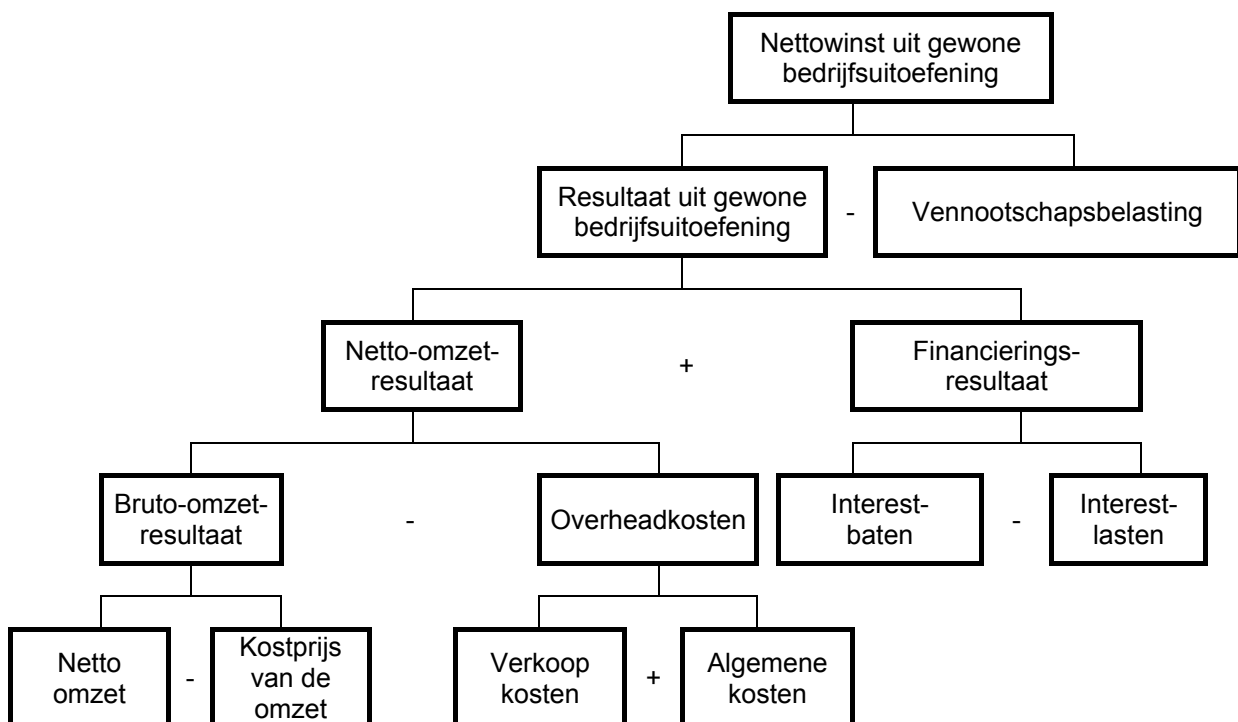 Nettowinst uit gewone
bedrijfsuitoefening
Resultaat uit gewone
bedrijfsuitoefening
-
Vennootschapsbelasting
Netto-omzet-
resultaat
+
Financierings-
resultaat
Bruto-omzet-
resultaat
-
Overheadkosten
Interest-
baten
-
Interest-
lasten
Netto
omzet
-
Kostprijs
van de
omzet
Verkoop
kosten
+
Algemene
kosten